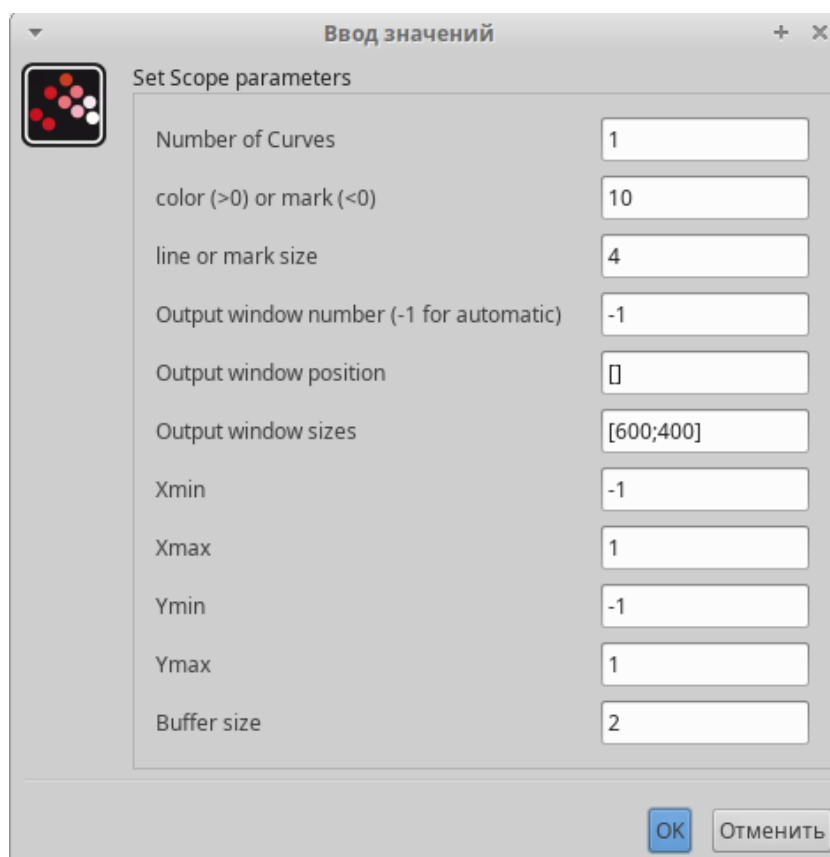 Ввод значений
Set Scope parameters
Number of Curves 1
color (>0) or mark (<0) 10
line or mark size 4
Output window number (-1 for automatic) -1
Output window position []
Output window sizes [600;400]
Xmin -1
Xmax 1
Ymin -1
Ymax 1
Buffer size 2
OK Отменить